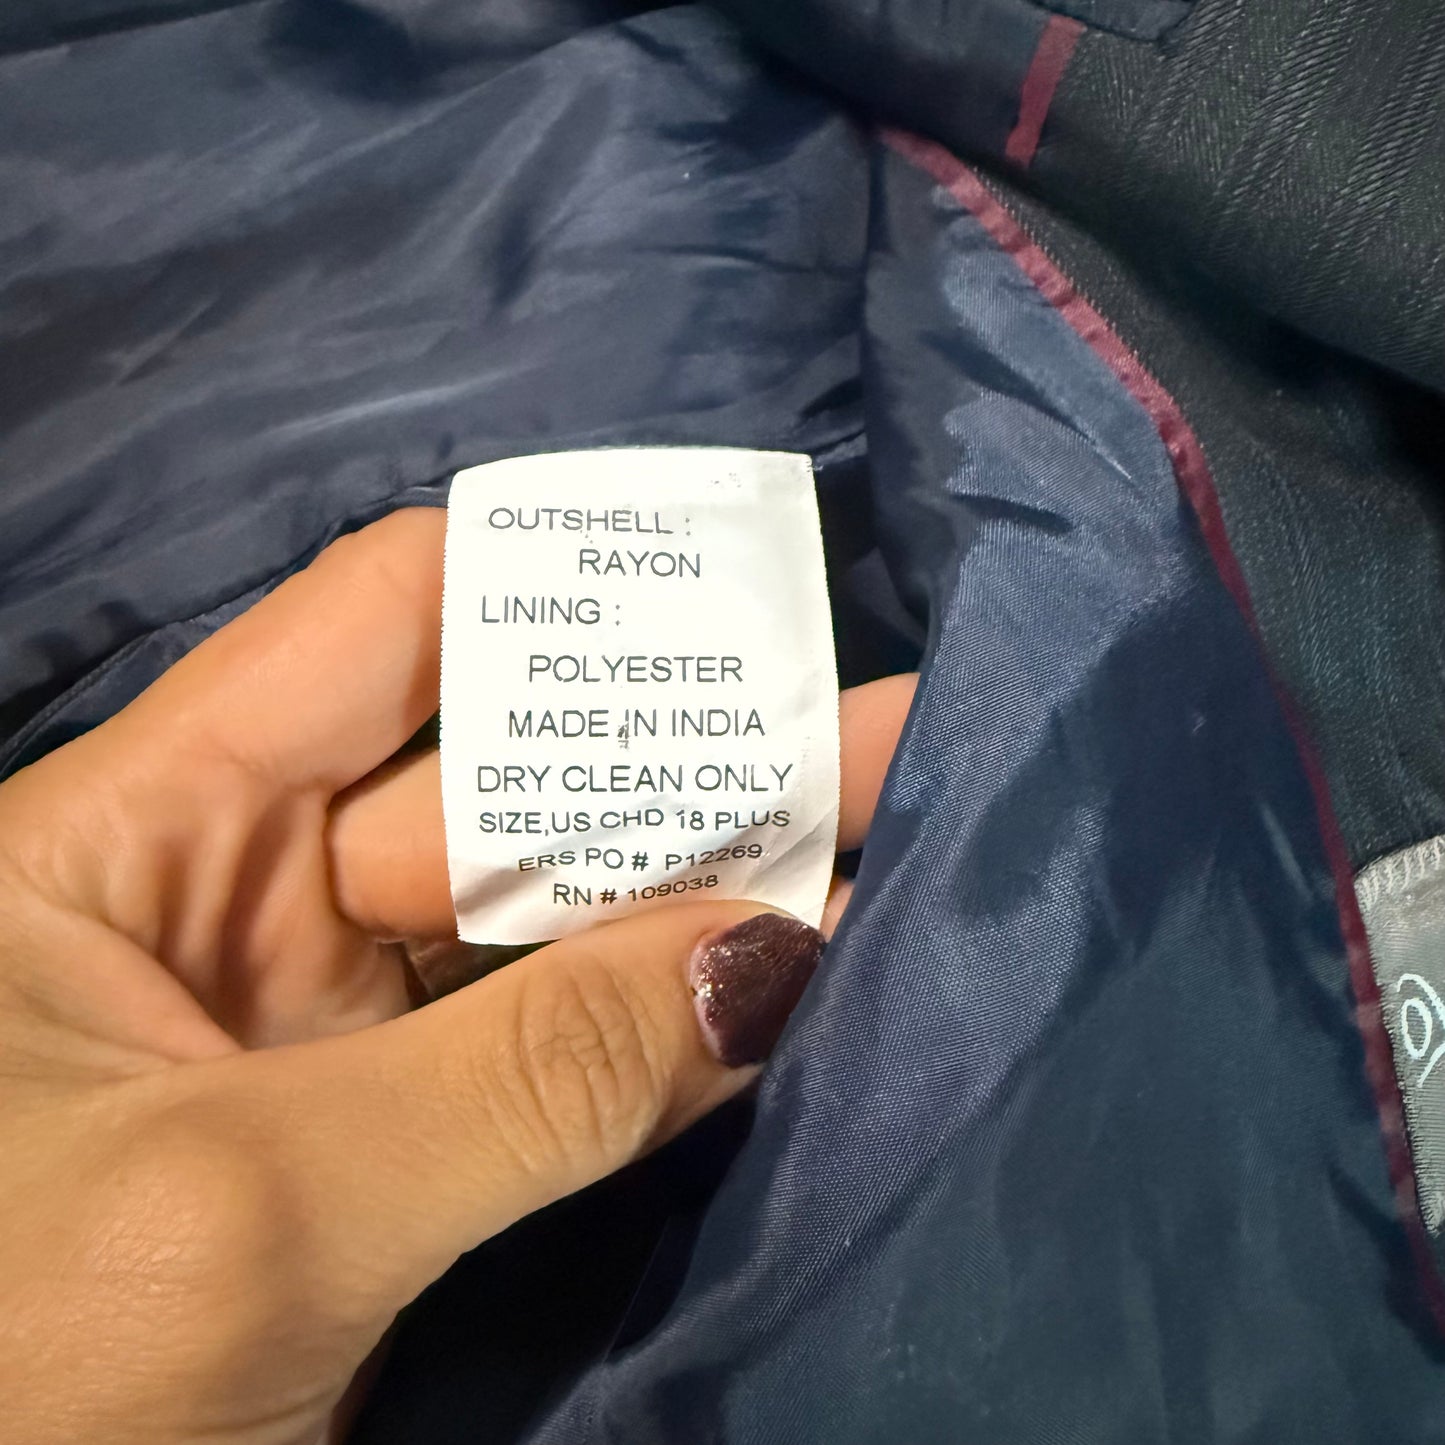 OUTSHELL :
RAYON
LINING :
POLYESTER
MADE IN INDIA
DRY CLEAN ONLY
SIZE,US CHD 18 PLUS
ERS PO # P12269
RN # 109038